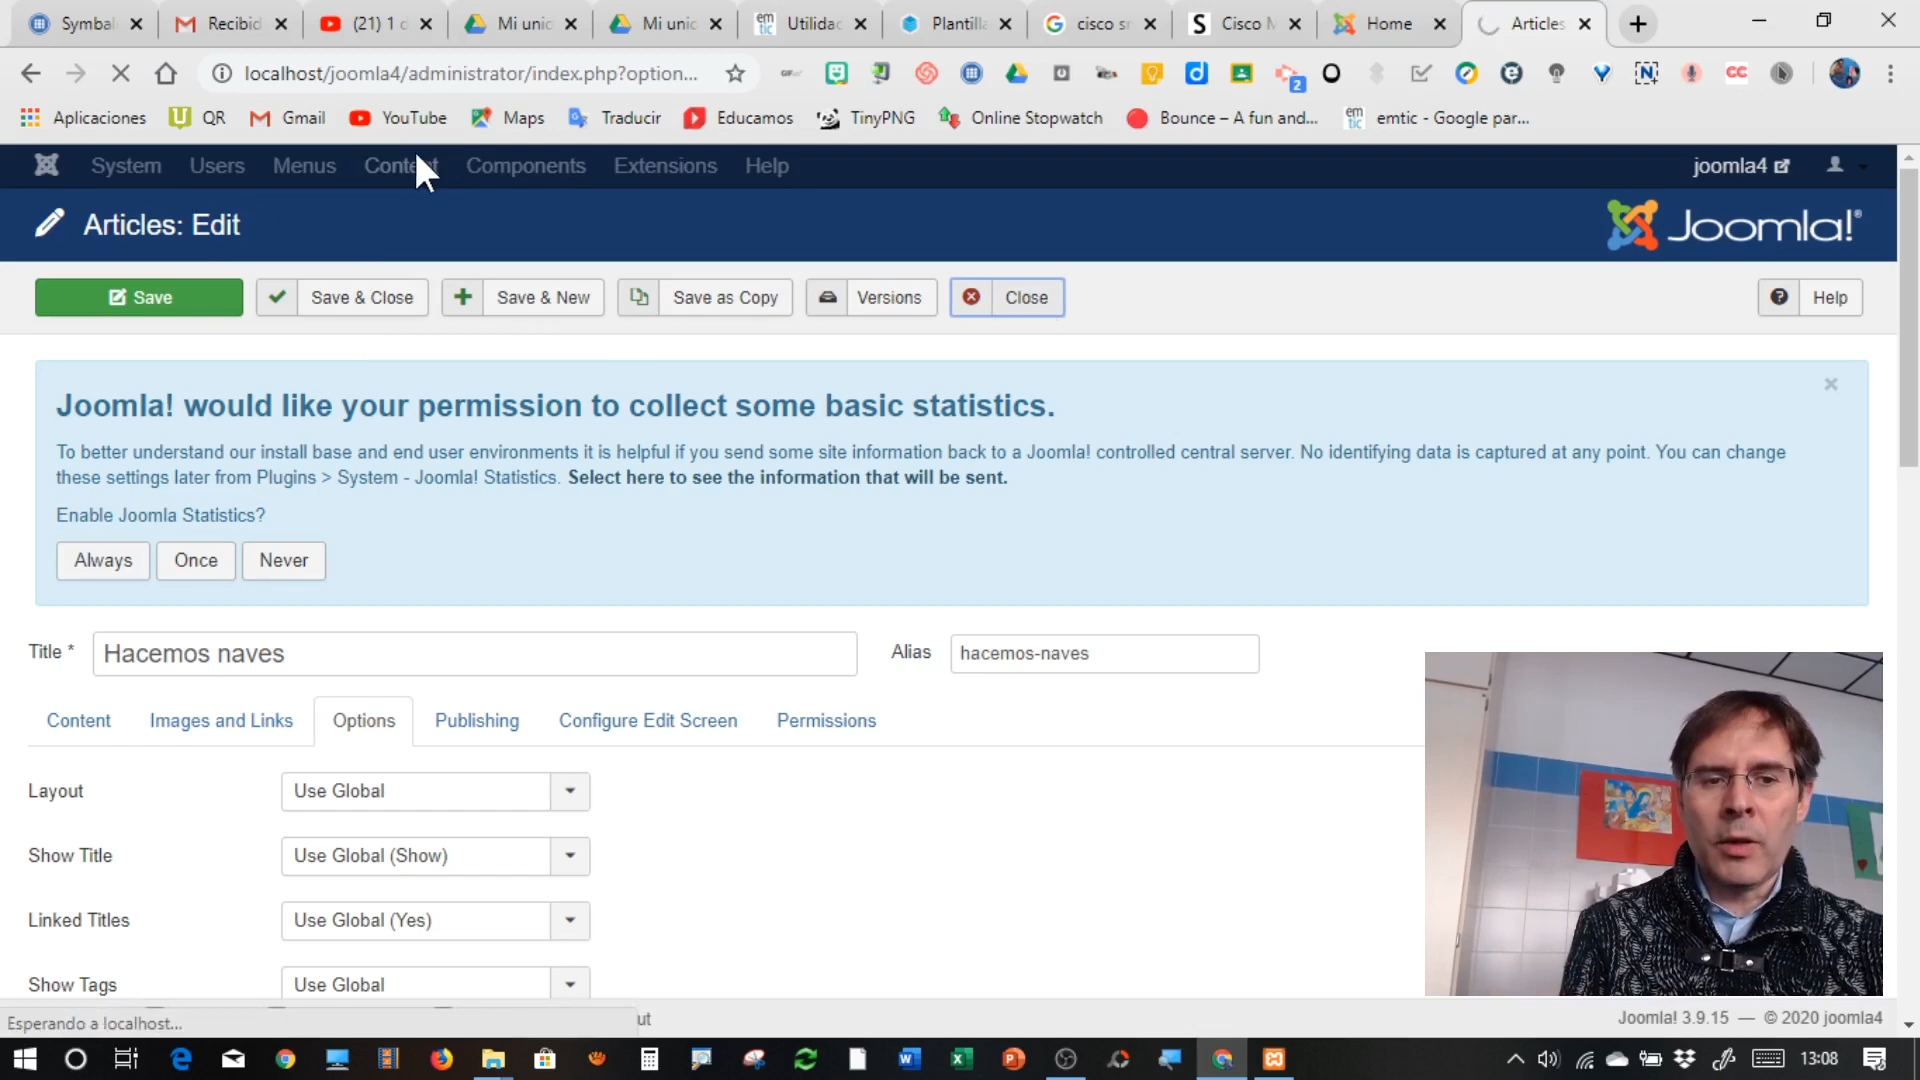 Symbal
Recibid
(21) 1 d
Mi unic
Mi unic
Utilidac
Plantilla
cisco sn
Cisco M
Home
Articles
localhost/joomla4/administrator/index.php?option...
Aplicaciones
QR
Gmail
YouTube
Maps
Traducir
Educamos
TinyPNG
Online Stopwatch
Bounce – A fun and...
emtic - Google par...
System
Users
Menus
Content
Components
Extensions
Help
joomla4
Articles: Edit
Joomla!®
Save
Save & Close
Save & New
Save as Copy
Versions
Close
Help
Joomla! would like your permission to collect some basic statistics.
To better understand our install base and end user environments it is helpful if you send some site information back to a Joomla! controlled central server. No identifying data is captured at any point. You can change
these settings later from Plugins > System - Joomla! Statistics. Select here to see the information that will be sent.
Enable Joomla Statistics?
Always
Once
Never
Title *
Hacemos naves
Alias
hacemos-naves
Content
Images and Links
Options
Publishing
Configure Edit Screen
Permissions
Layout
Use Global
Show Title
Use Global (Show)
Linked Titles
Use Global (Yes)
Show Tags
Use Global
Esperando a localhost...
ut
Joomla! 3.9.15 — © 2020 joomla4
13:08